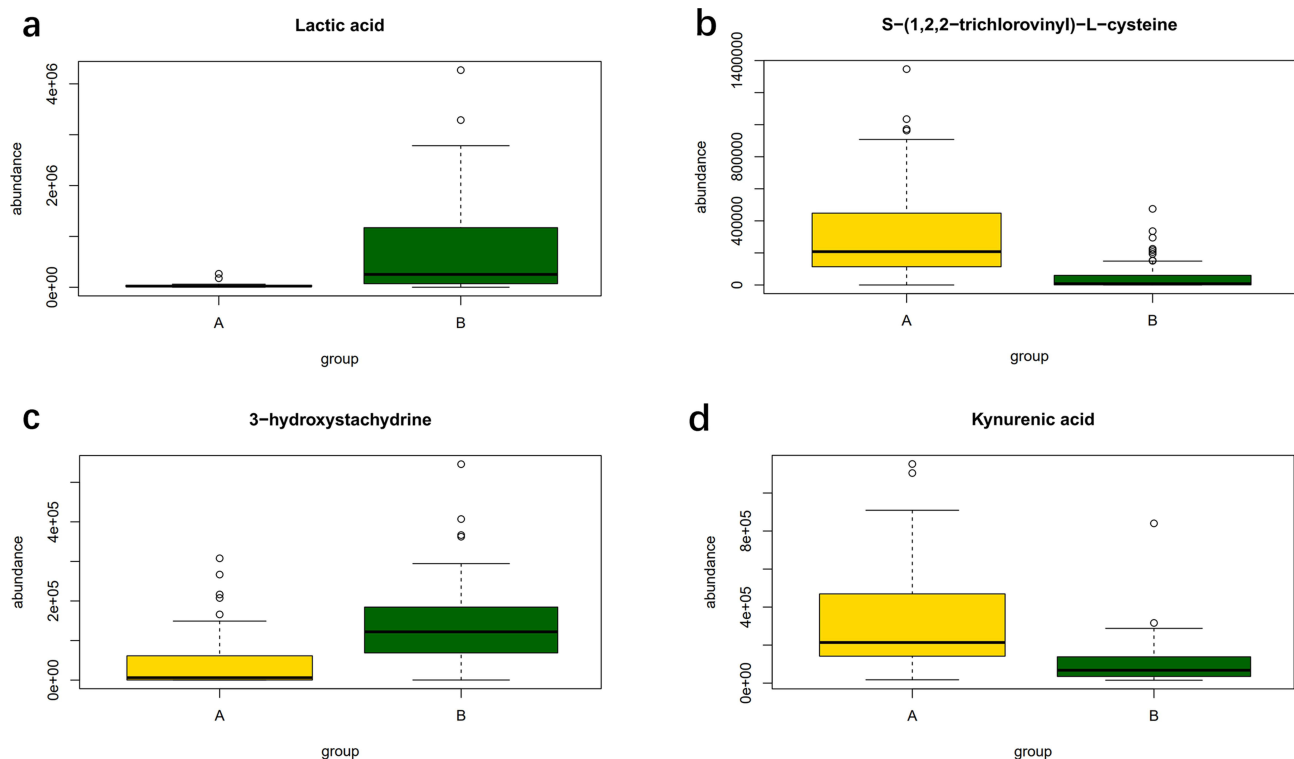 a
Lactic acid
abundance
4e+06
2e+06
0e+00
A
B
group
b
S−(1,2,2−trichlorovinyl)−L−cysteine
abundance
1400000
800000
400000
0
A
B
group
c
3−hydroxystachydrine
abundance
4e+05
2e+05
0e+00
A
B
group
d
Kynurenic acid
abundance
8e+05
4e+05
0e+00
A
B
group